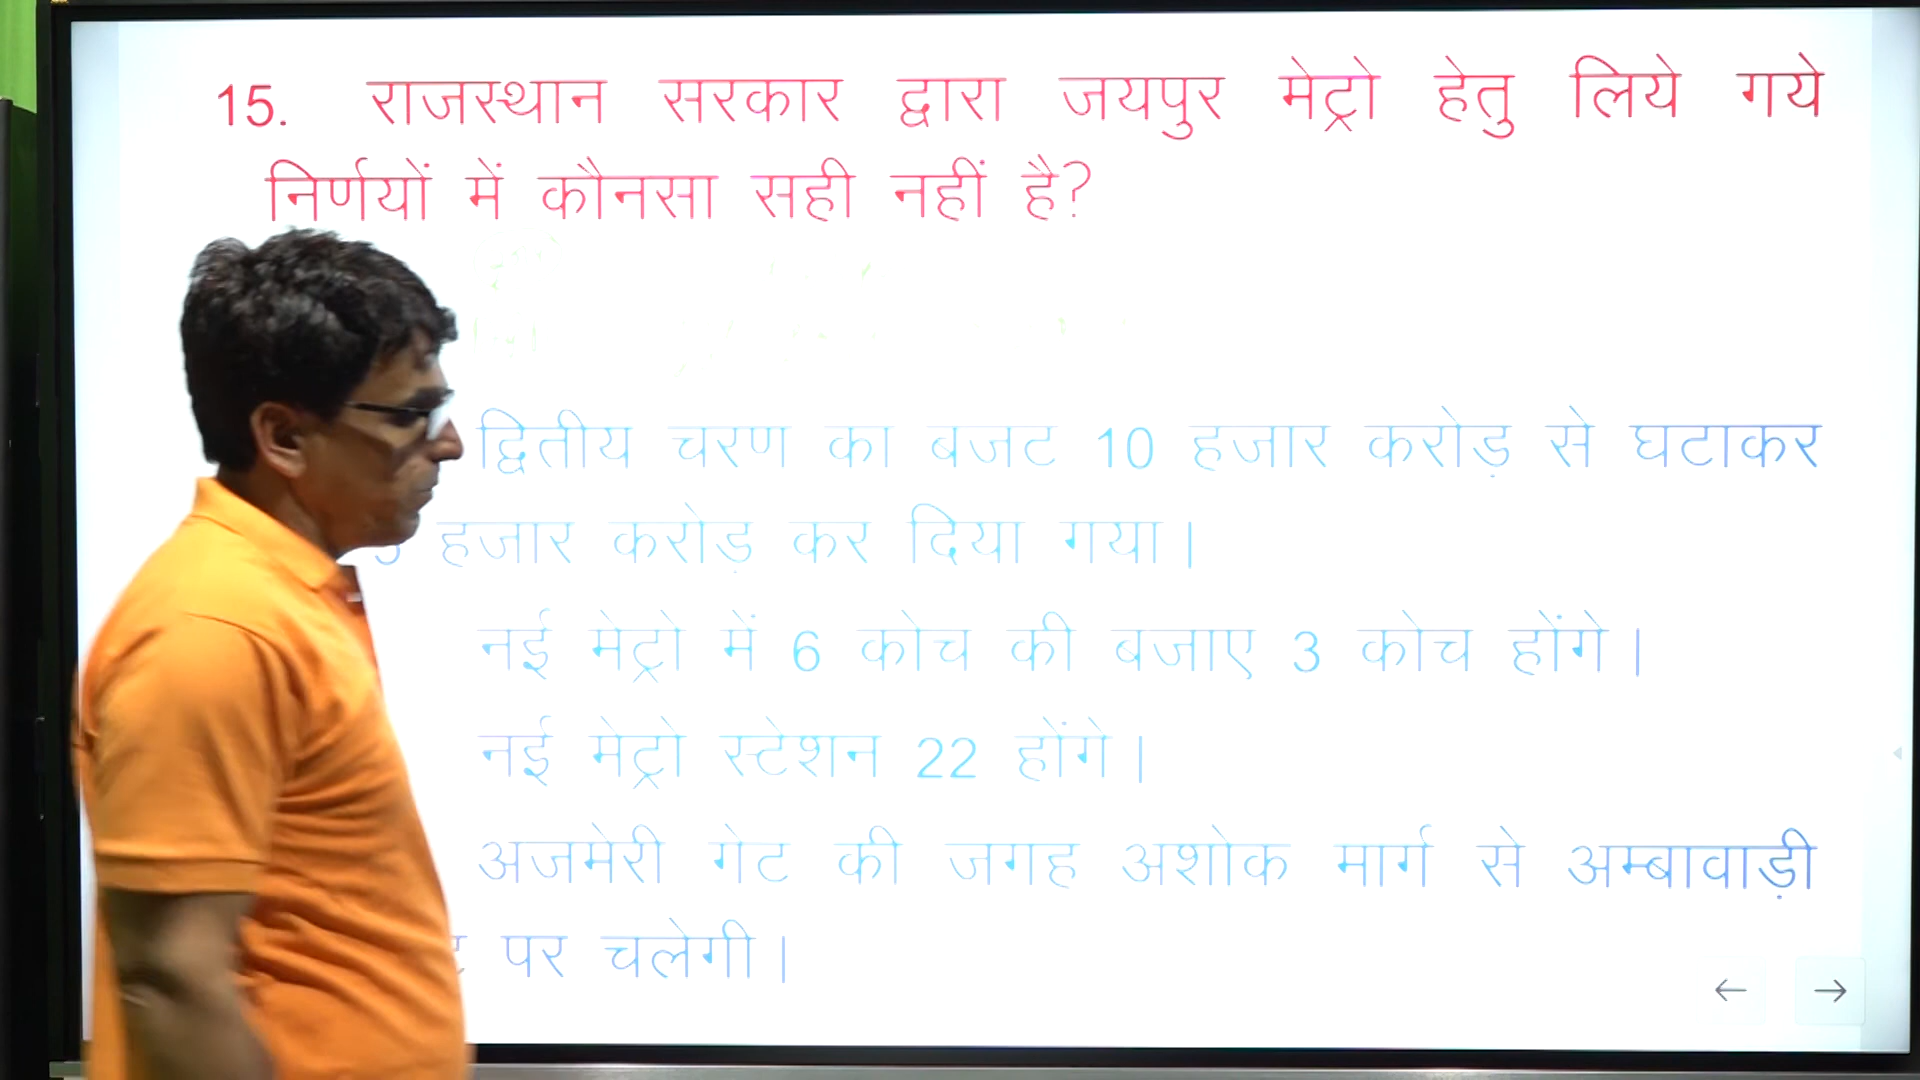 15. राजस्थान सरकार द्वारा जयपुर मेट्रो हेतु लिये गये
निर्णयों में कौनसा सही नहीं है?
द्वितीय चरण का बजट 10 हजार करोड़ से घटाकर
हजार करोड़ कर दिया गया।
नई मेट्रो में 6 कोच की बजाए 3 कोच होंगे।
नई मेट्रो स्टेशन 22 होंगे।
अजमेरी गेट की जगह अशोक मार्ग से अम्बावाड़ी
पर चलेगी।